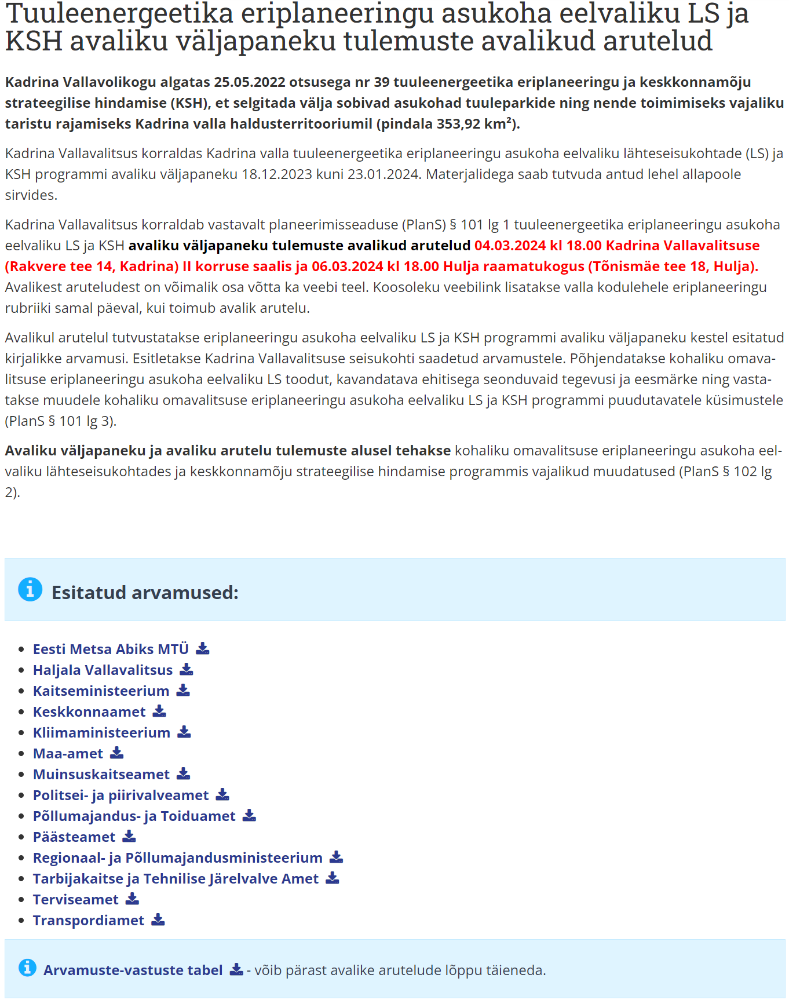 Tuuleenergeetika eriplaneeringu asukoha eelvaliku LS ja
KSH avaliku väljapaneku tulemuste avalikud arutelud
Kadrina Vallavolikogu algatas 25.05.2022 otsusega nr 39 tuuleenergeetika eriplaneeringu ja keskkonnamõju
strateegilise hindamise (KSH), et selgitada välja sobivad asukohad tuuleparkide ning nende toimimiseks vajaliku
taristu rajamiseks Kadrina valla haldusterritooriumil (pindala 353,92 km²).
Kadrina Vallavalitsus korraldas Kadrina valla tuuleenergeetika eriplaneeringu asukoha eelvaliku lähteseisukohtade (LS) ja
KSH programmi avaliku väljapaneku 18.12.2023 kuni 23.01.2024. Materjalidega saab tutvuda antud lehel allapoole
sirvides.
Kadrina Vallavalitsus korraldab vastavalt planeerimisseaduse (PlanS) § 101 lg 1 tuuleenergeetika eriplaneeringu asukoha
eelvaliku LS ja KSH avaliku väljapaneku tulemuste avalikud arutelud 04.03.2024 kl 18.00 Kadrina Vallavalitsuse
(Rakvere tee 14, Kadrina) II korruse saalis ja 06.03.2024 kl 18.00 Hulja raamatukogus (Tõnismäe tee 18, Hulja).
Avalikest aruteludest on võimalik osa võtta ka veebi teel. Koosoleku veebilink lisatakse valla kodulehele eriplaneeringu
rubriiki samal päeval, kui toimub avalik arutelu.
Avalikul arutelul tutvustatakse eriplaneeringu asukoha eelvaliku LS ja KSH programmi avaliku väljapaneku kestel esitatud
kirjalikke arvamusi. Esitletakse Kadrina Vallavalitsuse seisukohti saadetud arvamustele. Põhjendatakse kohaliku omava-
litsuse eriplaneeringu asukoha eelvaliku LS toodut, kavandatava ehitisega seonduvaid tegevusi ja eesmärke ning vasta-
takse muudele kohaliku omavalitsuse eriplaneeringu asukoha eelvaliku LS ja KSH programmi puudutavatele küsimustele
(PlanS § 101 lg 3).
Avaliku väljapaneku ja avaliku arutelu tulemuste alusel tehakse kohaliku omavalitsuse eriplaneeringu asukoha eel-
valiku lähteseisukohtades ja keskkonnamõju strateegilise hindamise programmis vajalikud muudatused (PlanS § 102 lg
2).
Esitatud arvamused:
Eesti Metsa Abiks MTÜ
Haljala Vallavalitsus
Kaitseministeerium
Keskkonnaamet
Kliimaministeerium
Maa-amet
Muinsuskaitseamet
Politsei- ja piirivalveamet
Põllumajandus- ja Toiduamet
Päästeamet
Regionaal- ja Põllumajandusministeerium
Tarbijakaitse ja Tehnilise Järelvalve Amet
Terviseamet
Transpordiamet
Arvamuste-vastuste tabel - võib pärast avalike arutelude lõppu täieneda.